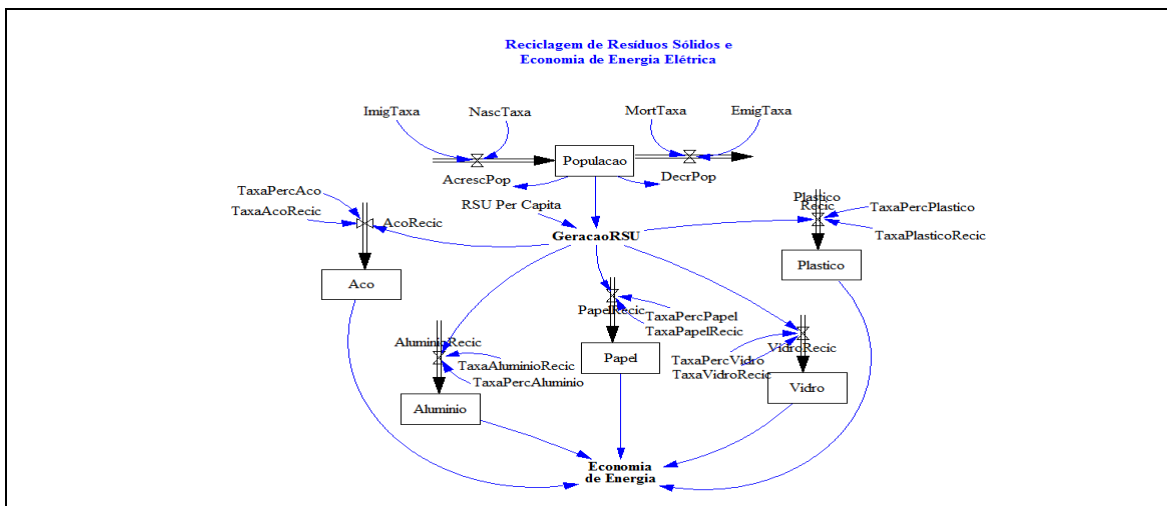 Reciclagem de Resíduos Sólidos e
Economia de Energia Elétrica
ImigTaxa
NascTaxa
MortTaxa
EmigTaxa
Populacao
AcrescPop
DecrPop
TaxaPercAco
TaxaAcoRecic
AcoRecic
RSU Per Capita
GeracaoRSU
Plastico
Recic
TaxaPercPlastico
TaxaPlasticoRecic
Aco
Plastico
PapelRecic
TaxaPercPapel
TaxaPapelRecic
AluminioRecic
TaxaAluminioRecic
TaxaPercAluminio
Papel
VidroRecic
TaxaPercVidro
TaxaVidroRecic
Aluminio
Vidro
Economia
de Energia